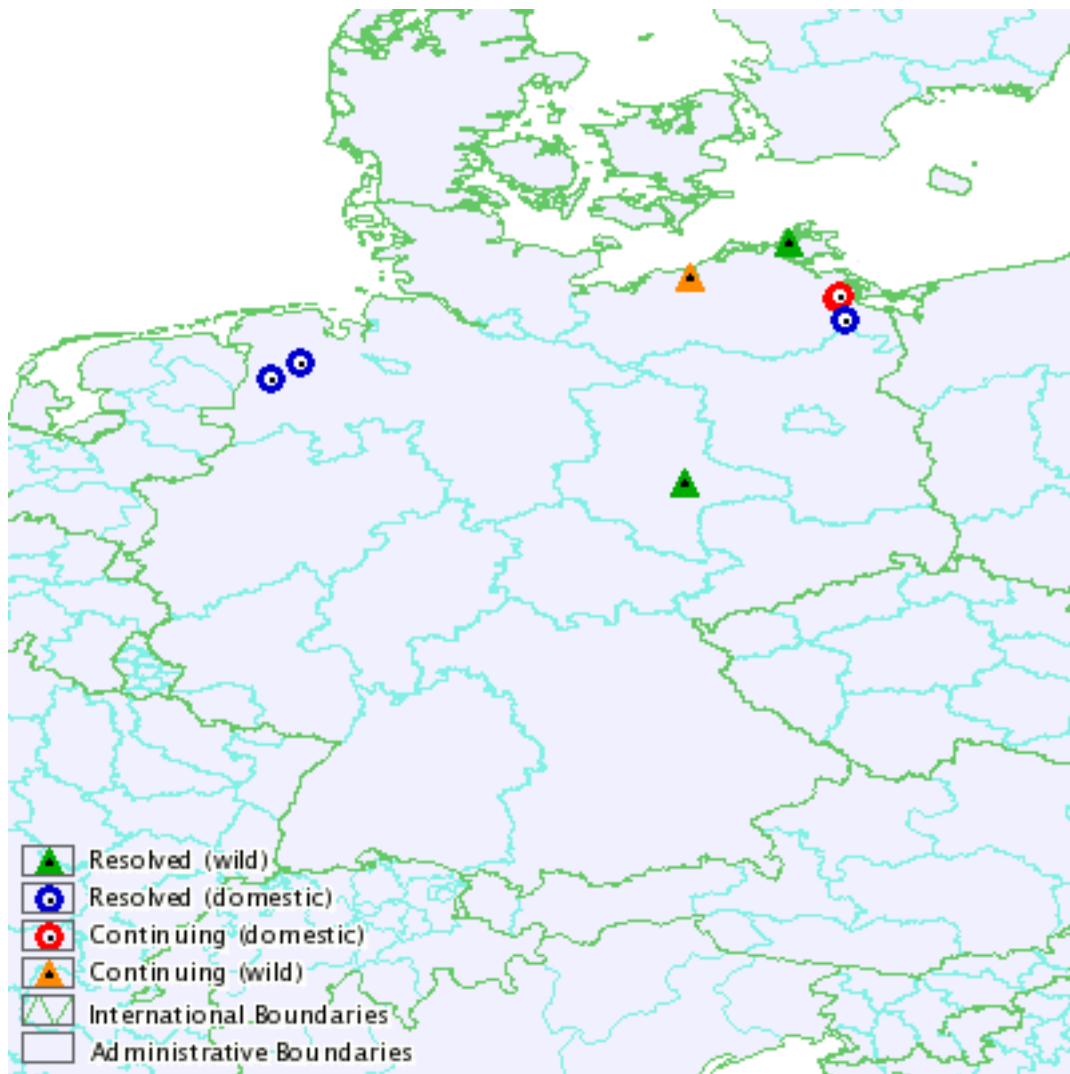 Resolved (wild)
Resolved (domestic)
Continuing (domestic)
Continuing (wild)
International Boundaries
Administrative Boundaries